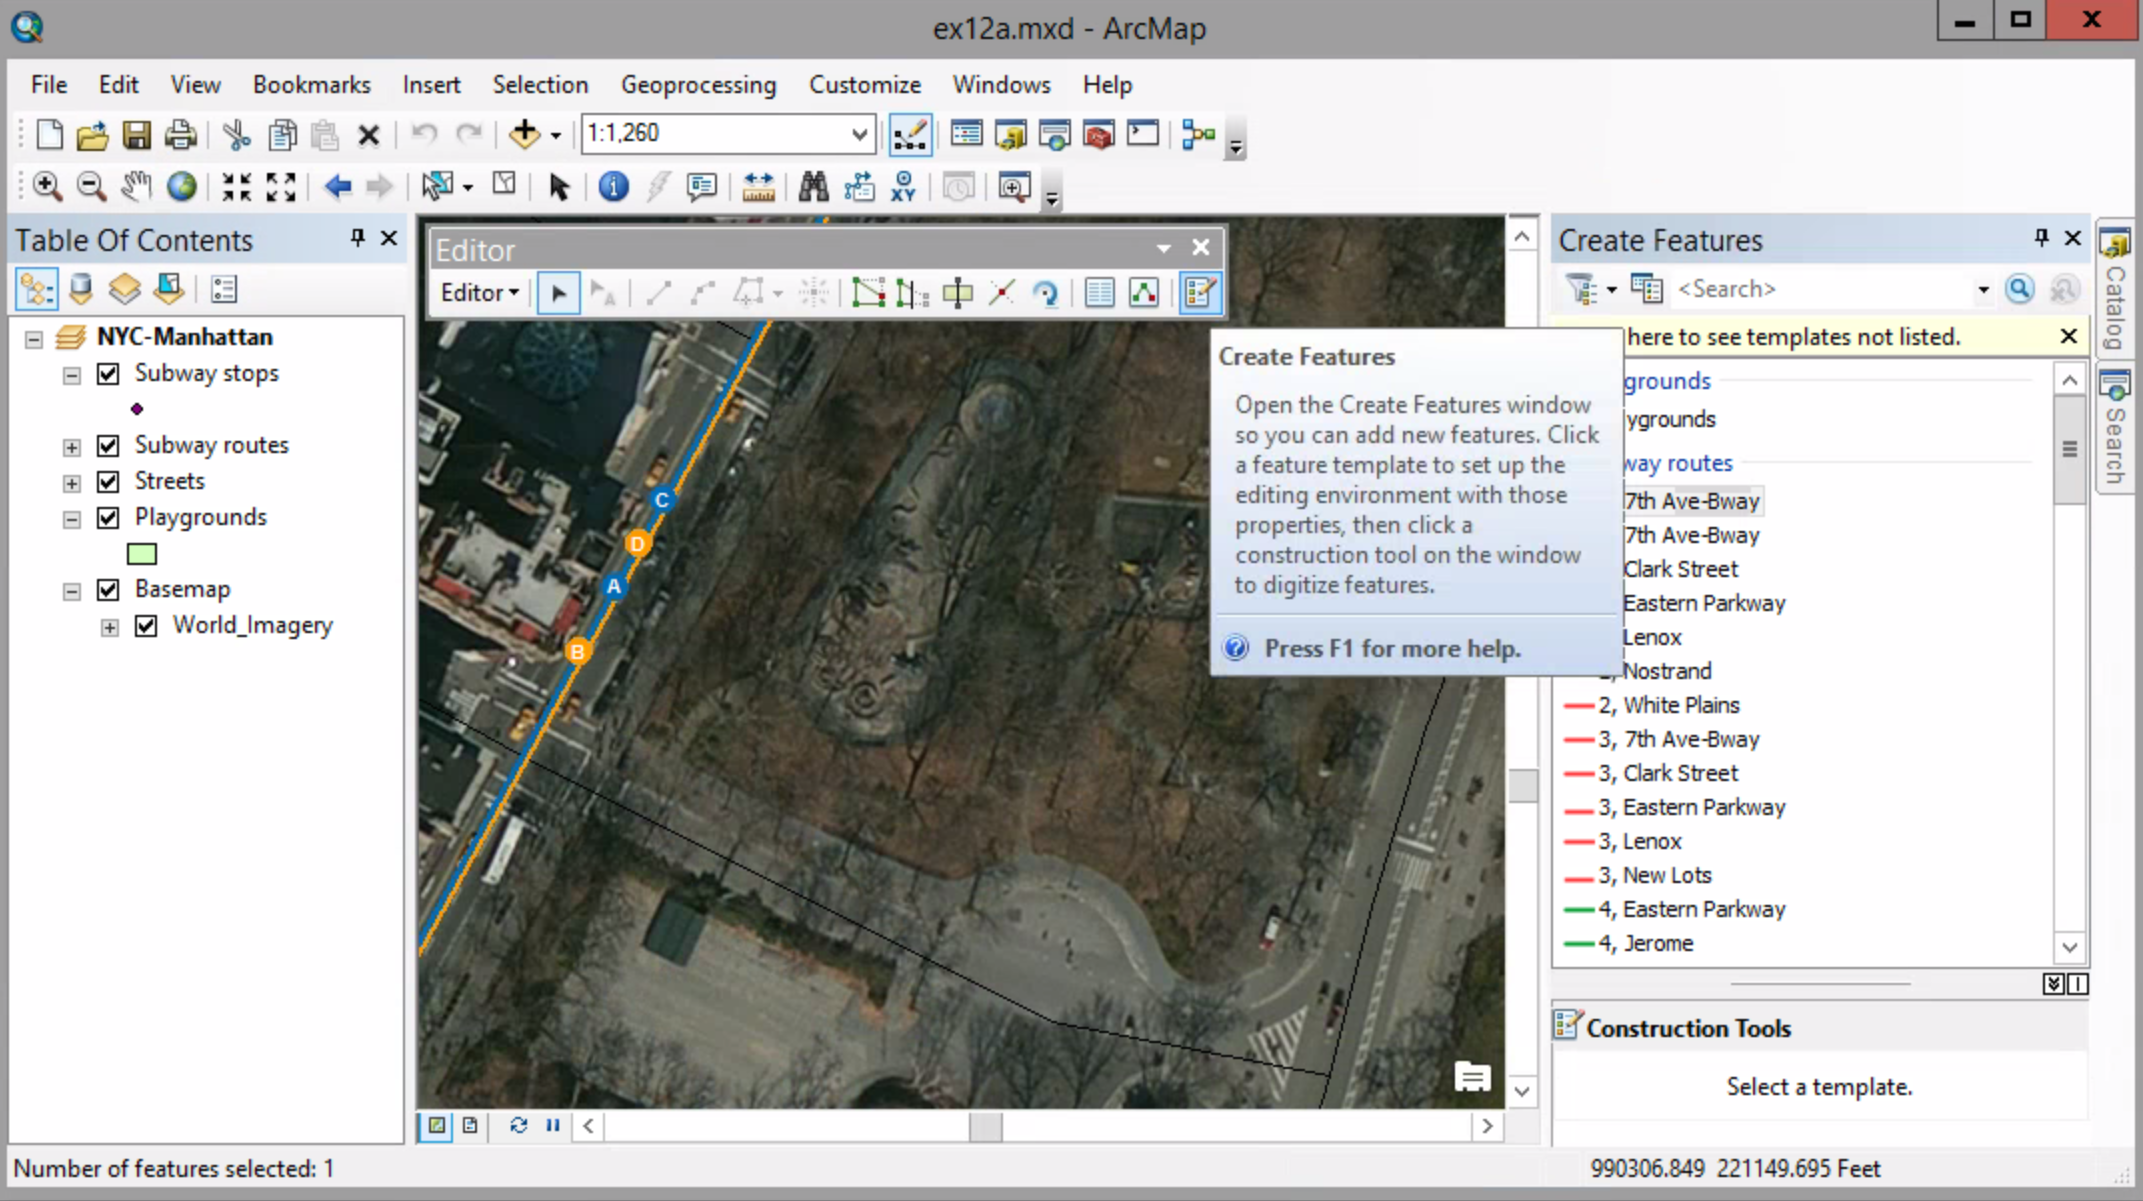 ex12a.mxd - ArcMap
File Edit View Bookmarks Insert Selection Geoprocessing Customize Windows Help
1:1,260
XY
Table Of Contents
NYC-Manhattan
Subway stops
Subway routes
Streets
Playgrounds
Basemap
World_Imagery
Editor
Editor
C
D
A
B
Create Features
Open the Create Features window
so you can add new features. Click
a feature template to set up the
editing environment with those
properties, then click a
construction tool on the window
to digitize features.
Press F1 for more help.
Create Features
<Search>
here to see templates not listed.
grounds
ygrounds
way routes
7th Ave-Bway
7th Ave-Bway
Clark Street
Eastern Parkway
Lenox
Nostrand
2, White Plains
3, 7th Ave-Bway
3, Clark Street
3, Eastern Parkway
3, Lenox
3, New Lots
4, Eastern Parkway
4, Jerome
Construction Tools
Select a template.
Catalog
Search
Number of features selected: 1
990306.849 221149.695 Feet